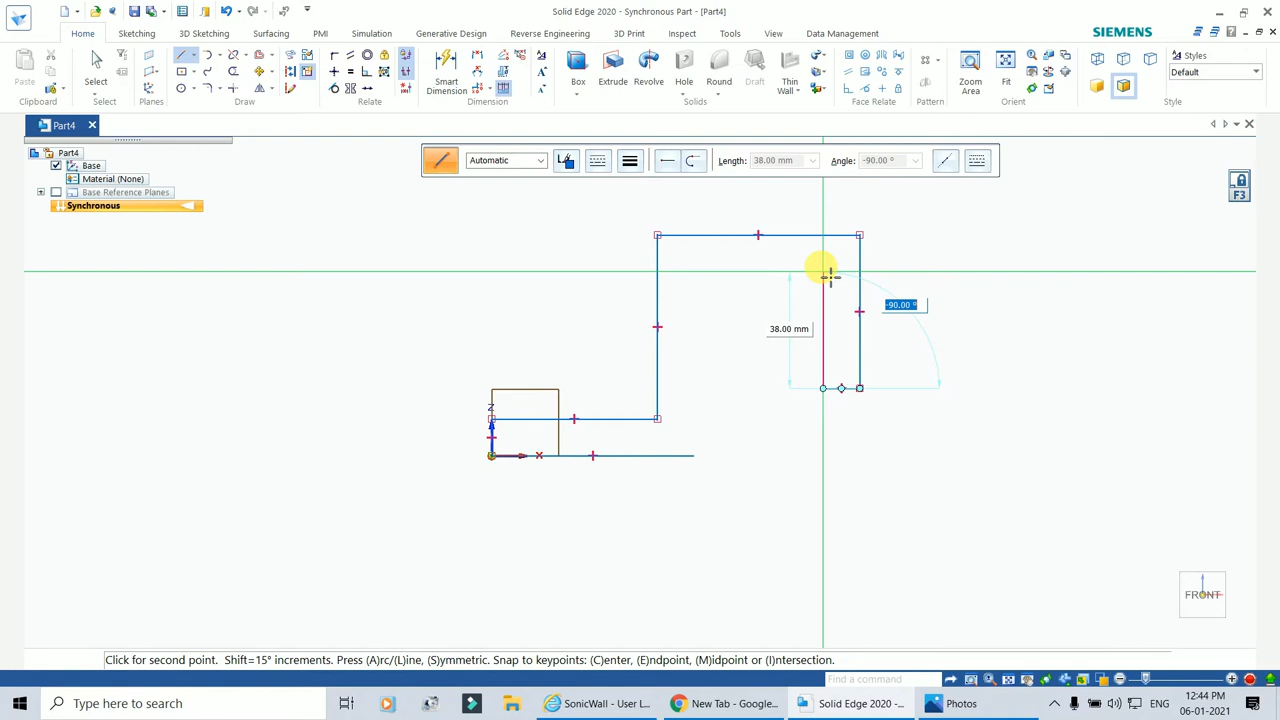 Solid Edge 2020 - Synchronous Part - [Part4]
Home Sketching 3D Sketching Surfacing PMI Simulation Generative Design Reverse Engineering 3D Print Inspect Tools View Data Management
SIEMENS
Paste Select Smart Dimension Box Extrude Revolve Hole Round Draft Thin Wall Zoom Area Fit Styles
Default
Clipboard Select Planes Draw Relate Dimension Solids Face Relate Pattern Orient Style
Part4
Automatic Length: 38.00 mm Angle: -90.00 º
Part4
Base
Material (None)
Base Reference Planes
Synchronous
F3
-90.00 º
38.00 mm
Z
X
FRONT
Click for second point. Shift=15° increments. Press (A)rc/(L)ine, (S)ymmetric. Snap to keypoints: (C)enter, (E)ndpoint, (M)idpoint or (I)ntersection.
Find a command
Type here to search
SonicWall - User L...
New Tab - Google...
Solid Edge 2020 -...
Photos
ENG
12:44 PM
06-01-2021